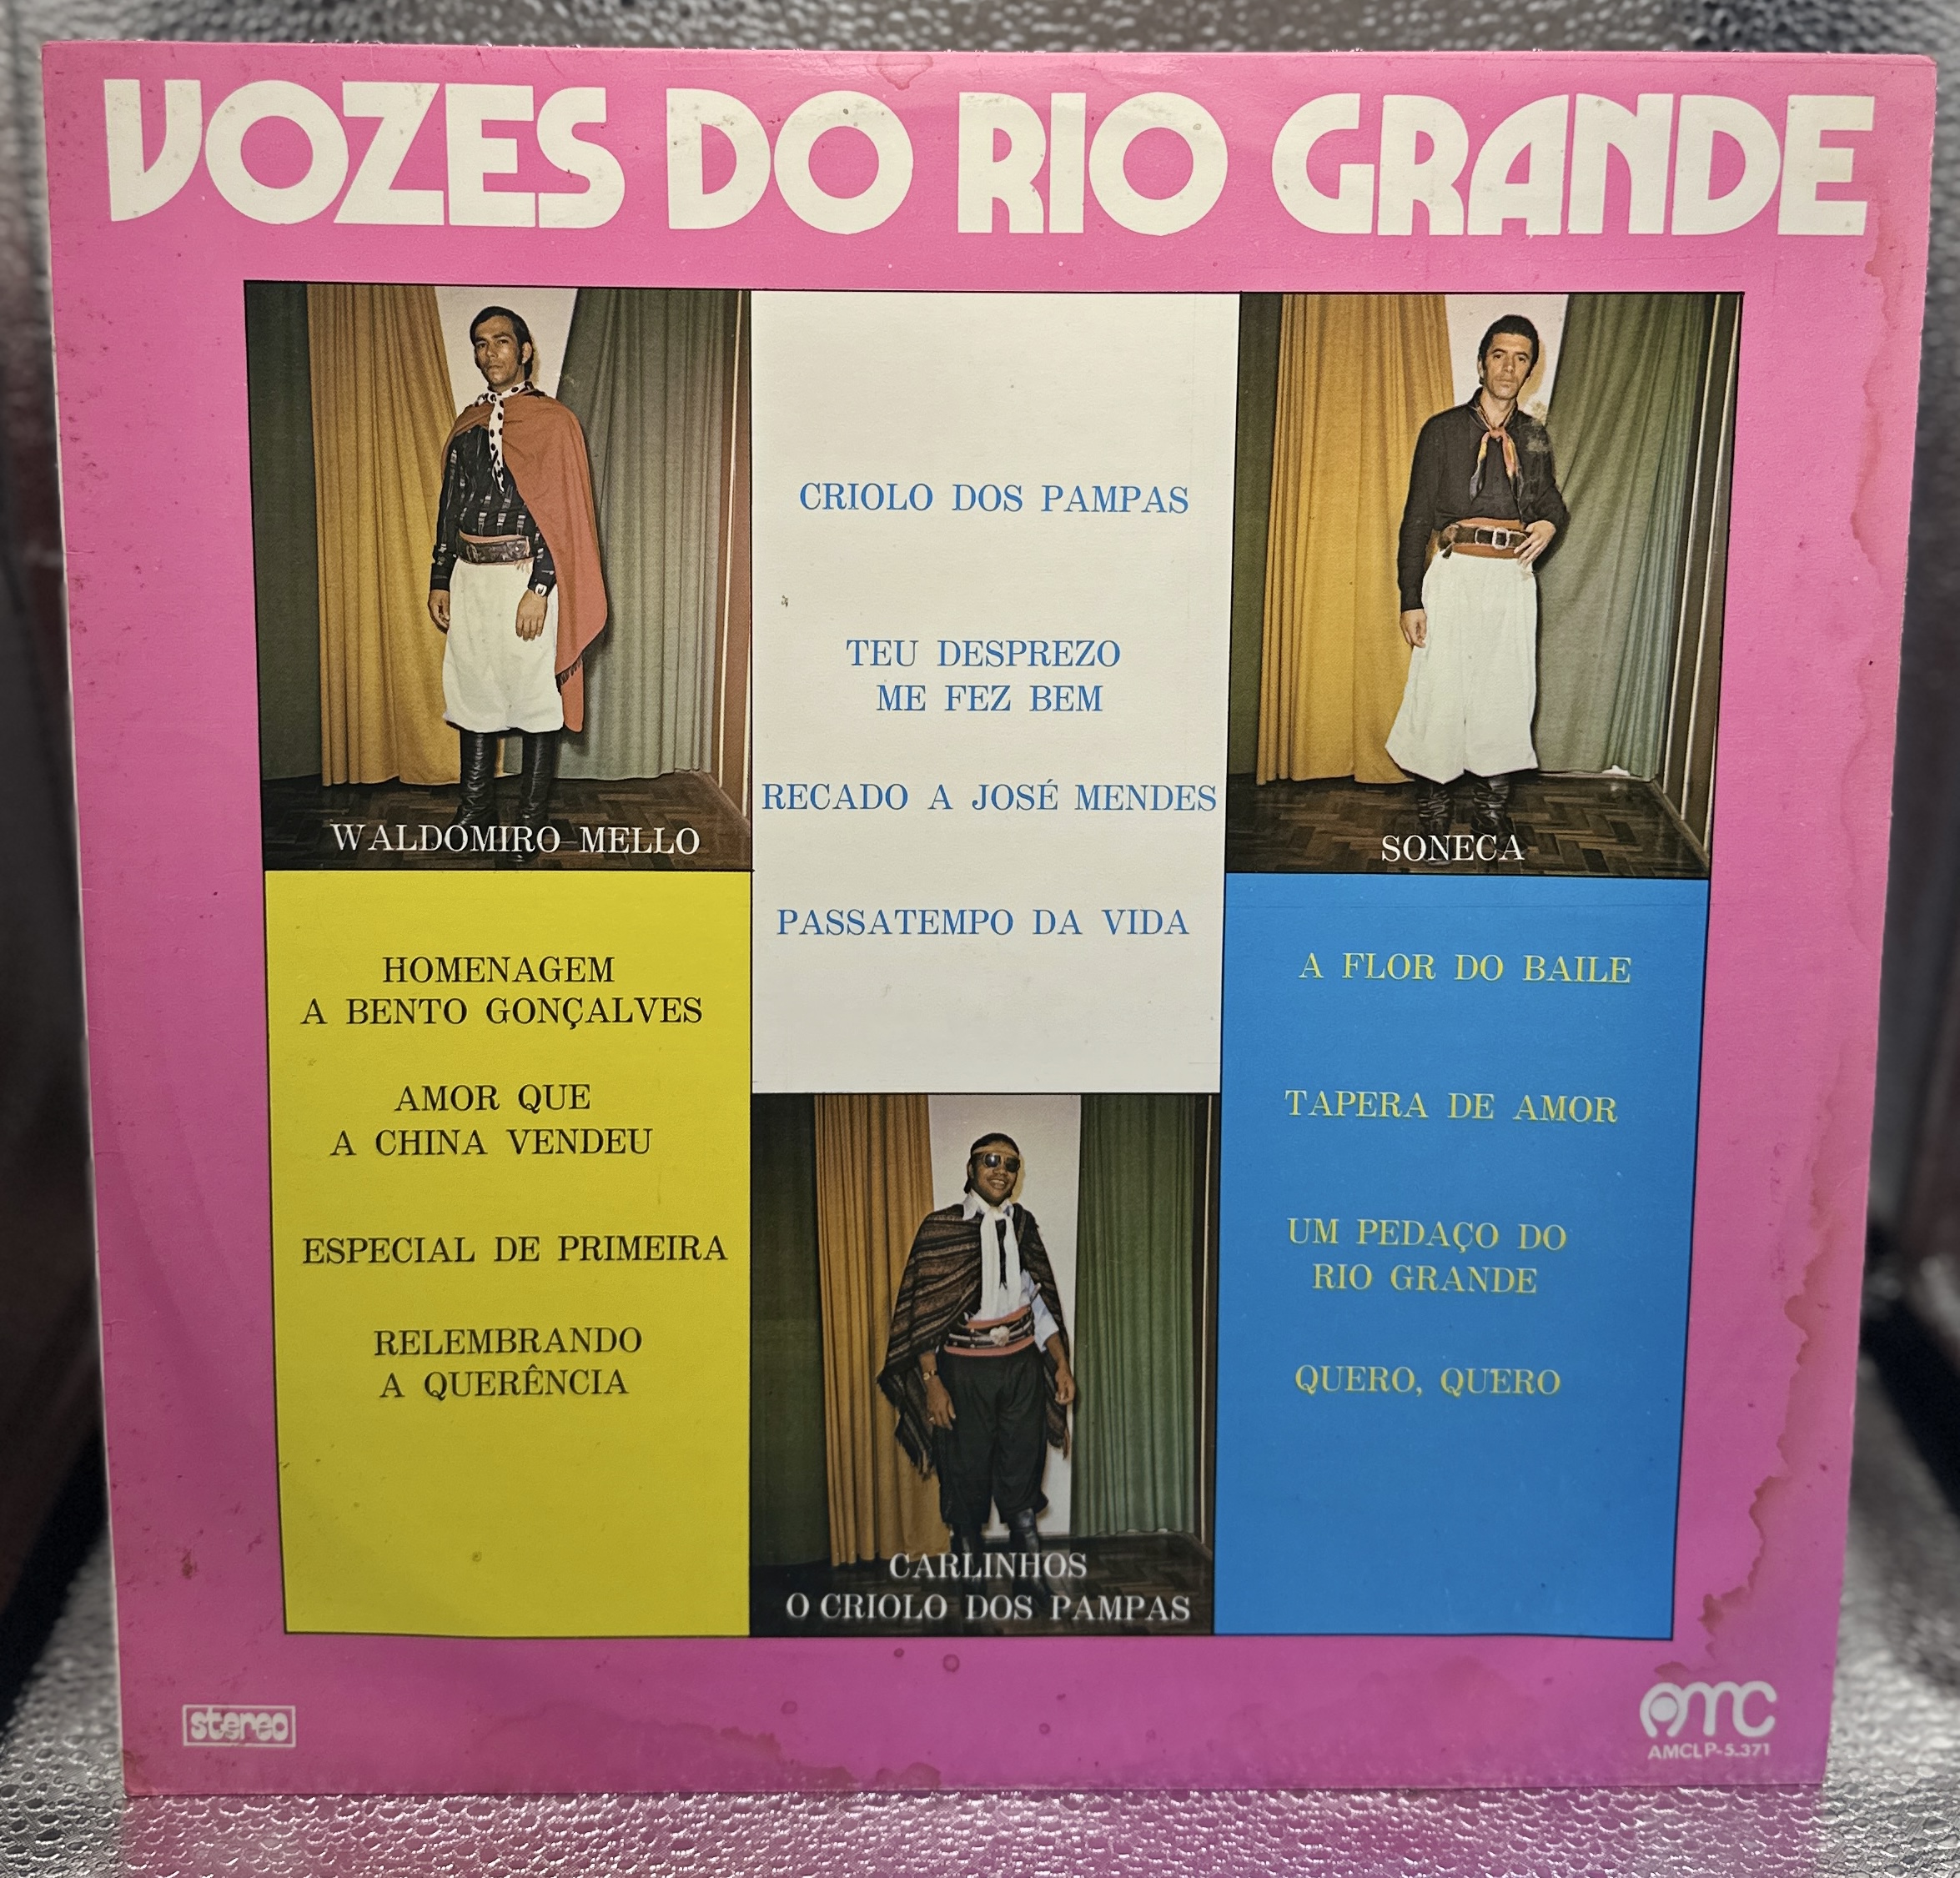 VOZES DO RIO GRANDE
WALDOMIRO MELLO
HOMENAGEM
A BENTO GONÇALVES
AMOR QUE
A CHINA VENDEU
ESPECIAL DE PRIMEIRA
RELEMBRANDO
A QUERÊNCIA
CRIOLO DOS PAMPAS
TEU DESPREZO
ME FEZ BEM
RECADO A JOSÉ MENDES
PASSATEMPO DA VIDA
CARLINHOS
O CRIOLO DOS PAMPAS
SONECA
A FLOR DO BAILE
TAPERA DE AMOR
UM PEDAÇO DO
RIO GRANDE
QUERO, QUERO
stereo
AMC
AMCLP-5.371